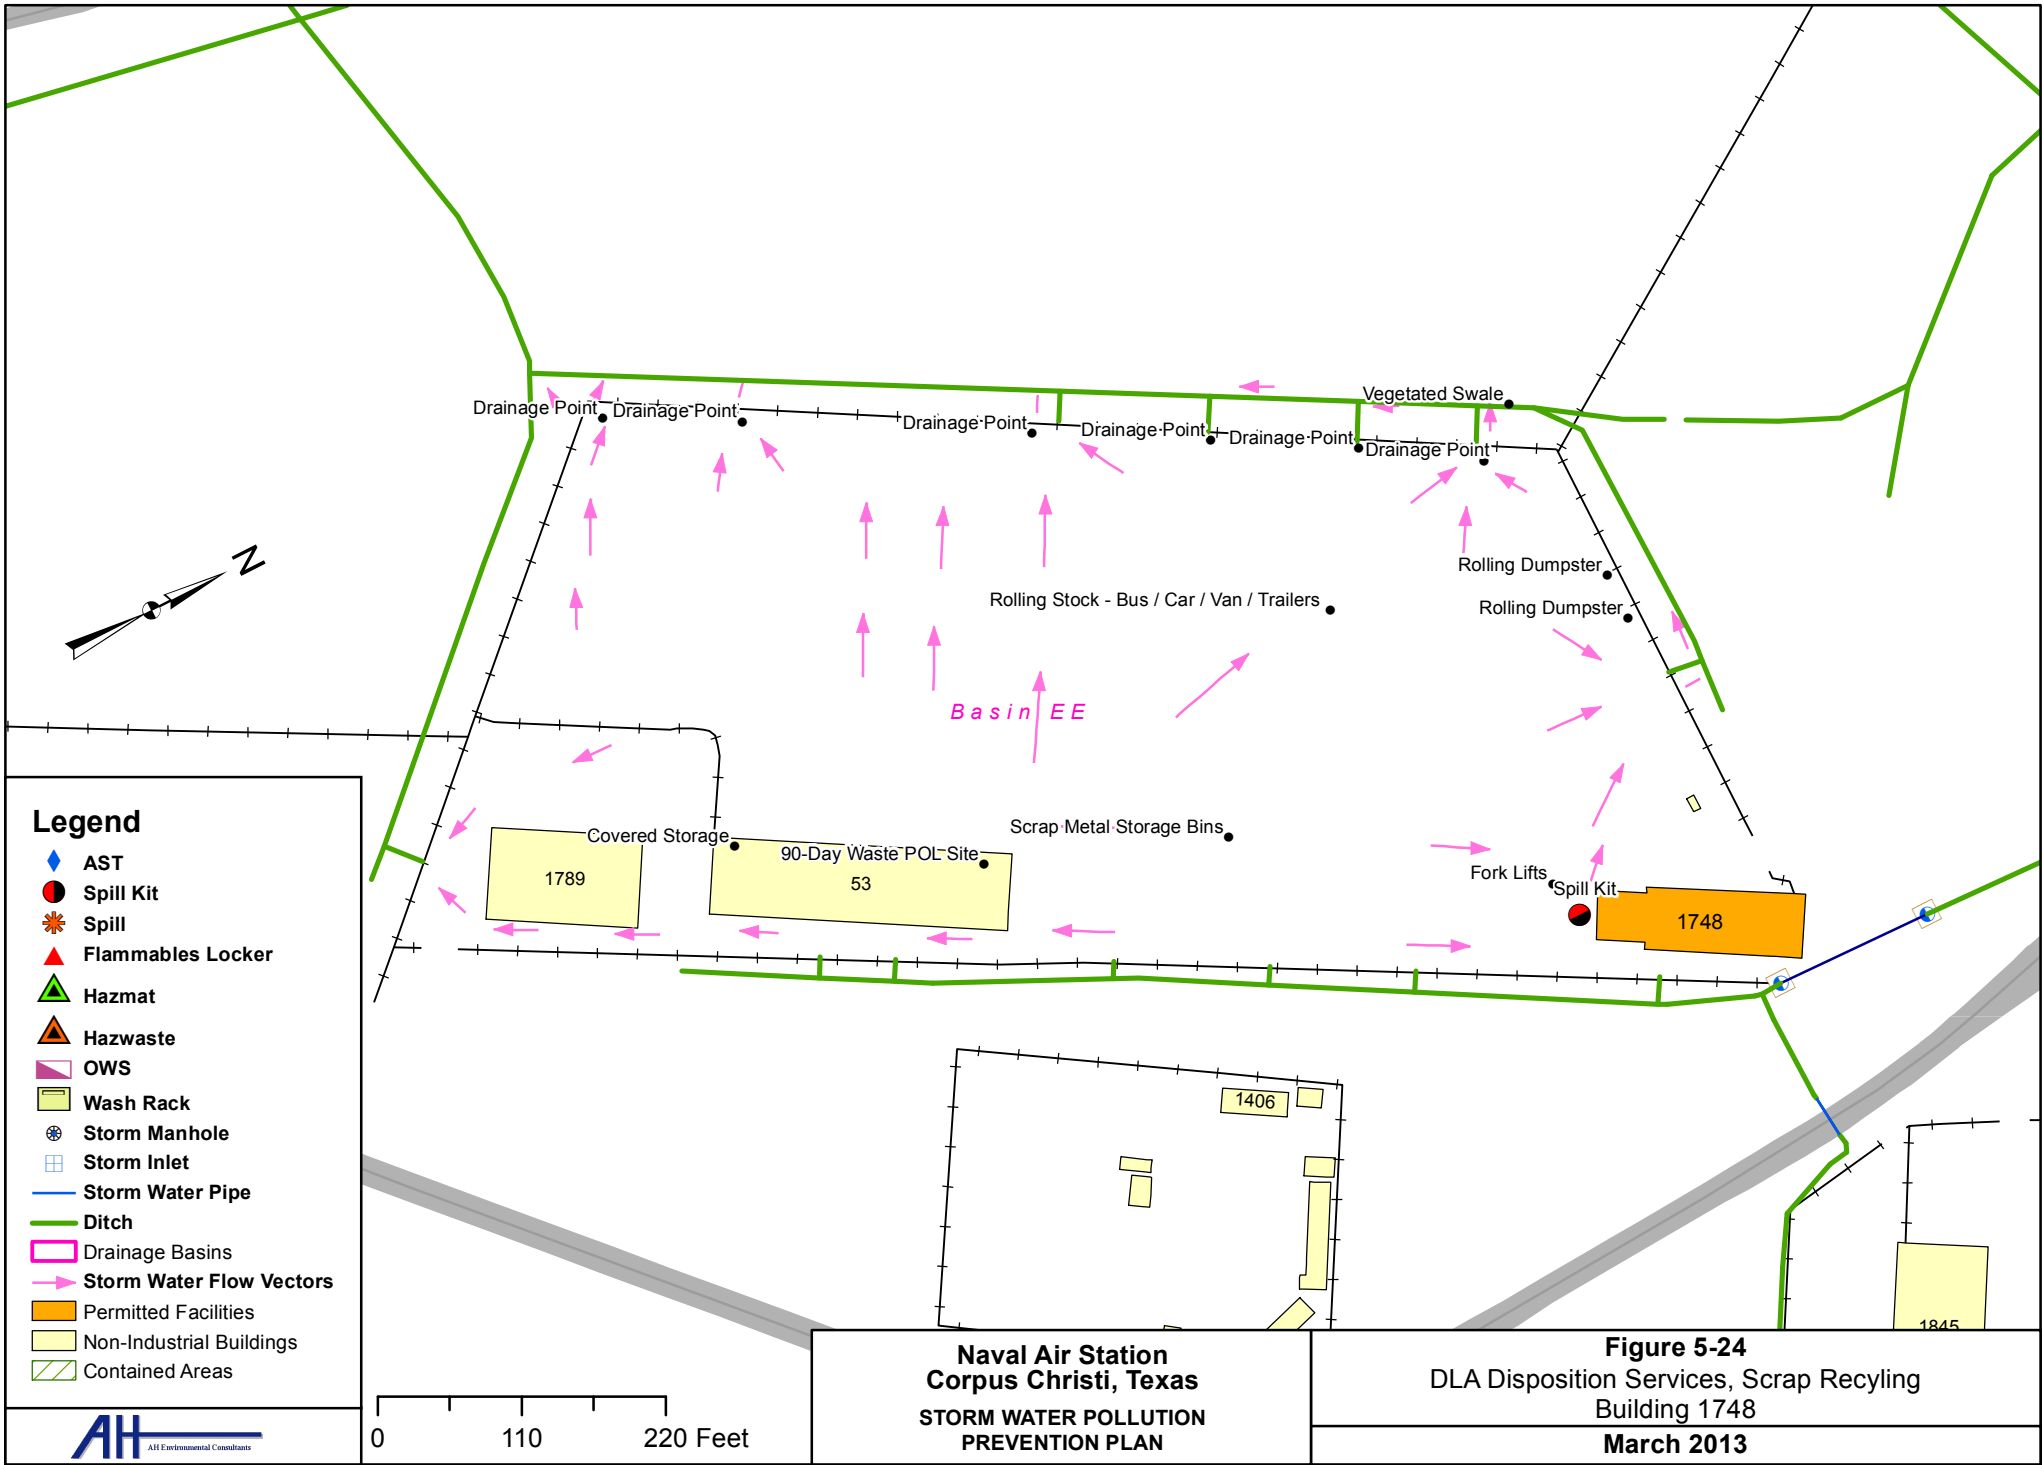 Vegetated Swale
Drainage Point
Drainage Point
Drainage Point
Drainage Point
Drainage Point
Drainage Point
N
Rolling Dumpster
Rolling Stock - Bus / Car / Van / Trailers
Rolling Dumpster
Basin EE
Scrap Metal Storage Bins
Covered Storage
90-Day Waste POL Site
1789
53
Fork Lifts
Spill Kit
1748
1406
1845
Legend
AST
Spill Kit
Spill
Flammables Locker
Hazmat
Hazwaste
OWS
Wash Rack
Storm Manhole
Storm Inlet
Storm Water Pipe
Ditch
Drainage Basins
Storm Water Flow Vectors
Permitted Facilities
Non-Industrial Buildings
Contained Areas
AH
AH Environmental Consultants
0 110 220 Feet
Naval Air Station
Corpus Christi, Texas
STORM WATER POLLUTION
PREVENTION PLAN
Figure 5-24
DLA Disposition Services, Scrap Recyling
Building 1748
March 2013